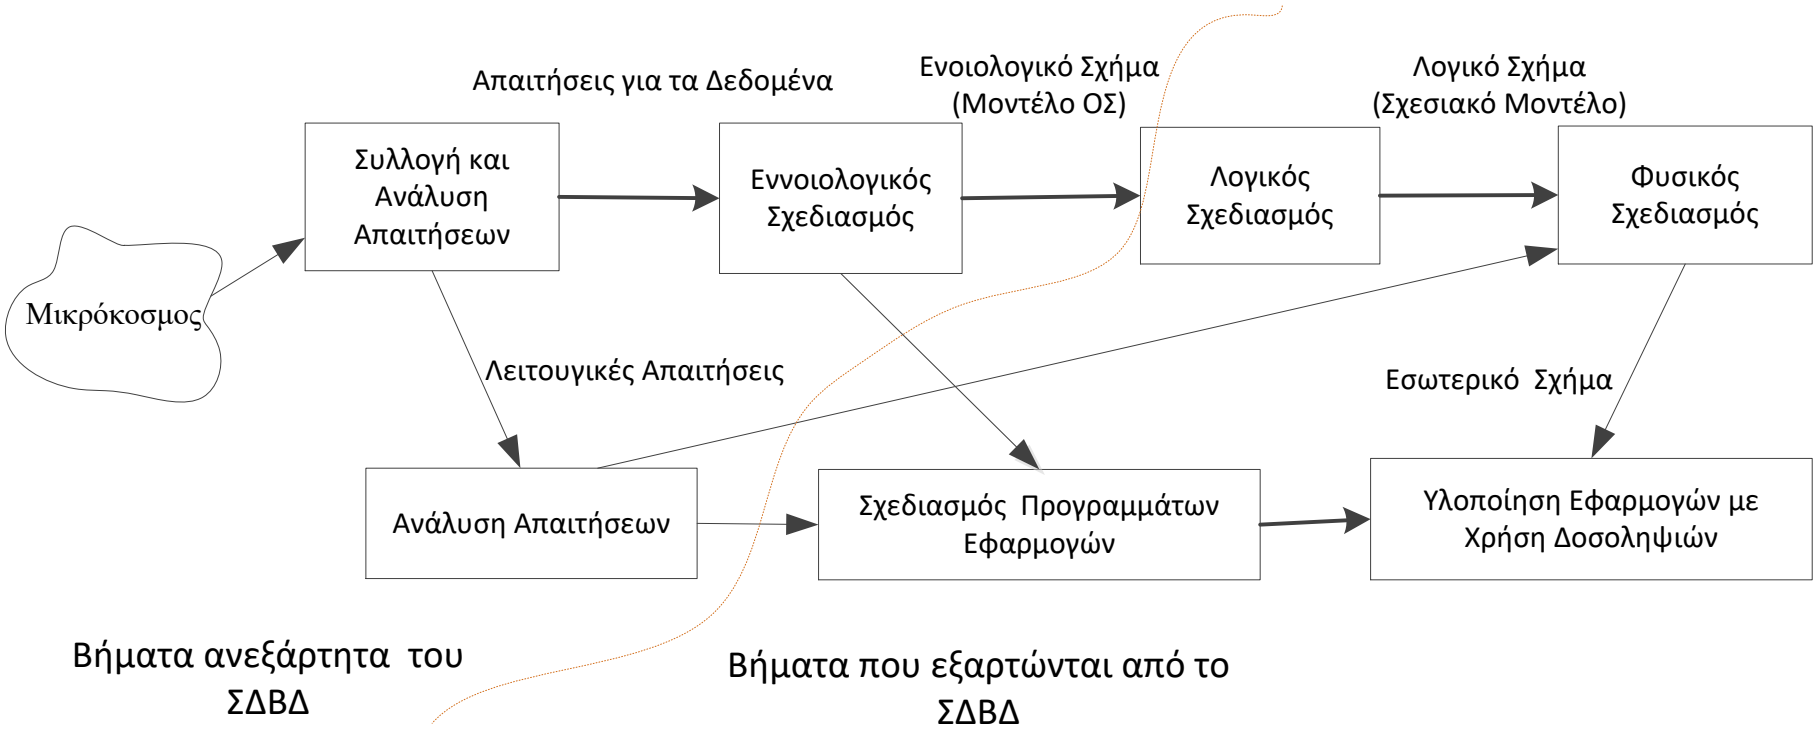 Απαιτήσεις για τα Δεδομένα
Ενοιολογικό Σχήμα
(Μοντέλο ΟΣ)
Λογικό Σχήμα
(Σχεσιακό Μοντέλο)
Συλλογή και
Ανάλυση
Απαιτήσεων
Εννοιολογικός
Σχεδιασμός
Λογικός
Σχεδιασμός
Φυσικός
Σχεδιασμός
Μικρόκοσμος
Λειτουγικές Απαιτήσεις
Εσωτερικό Σχήμα
Ανάλυση Απαιτήσεων
Σχεδιασμός Προγραμμάτων
Εφαρμογών
Υλοποίηση Εφαρμογών με
Χρήση Δοσοληψιών
Βήματα ανεξάρτητα του
ΣΔΒΔ
Βήματα που εξαρτώνται από το
ΣΔΒΔ